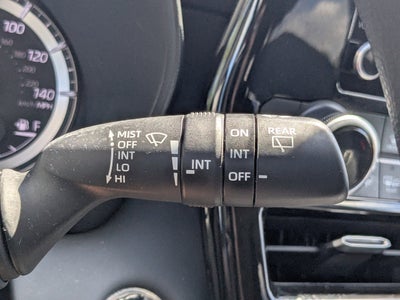 100
120
140
MPH
F
MIST
OFF
INT
LO
HI
INT
ON
INT
OFF
REAR